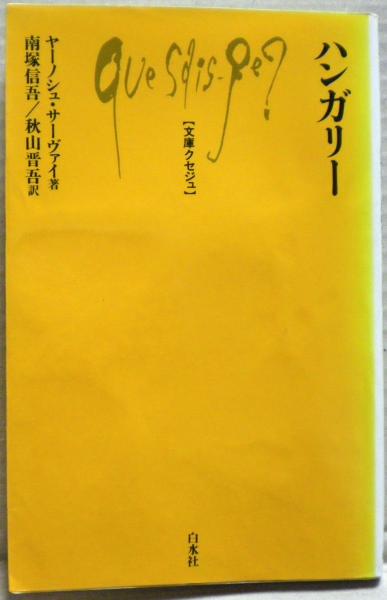 ハンガリー
Que sais-je?
[文庫クセジュ]
ヤーノシュ・サーヴァイ著
南塚信吾/秋山晋吾訳
白水社